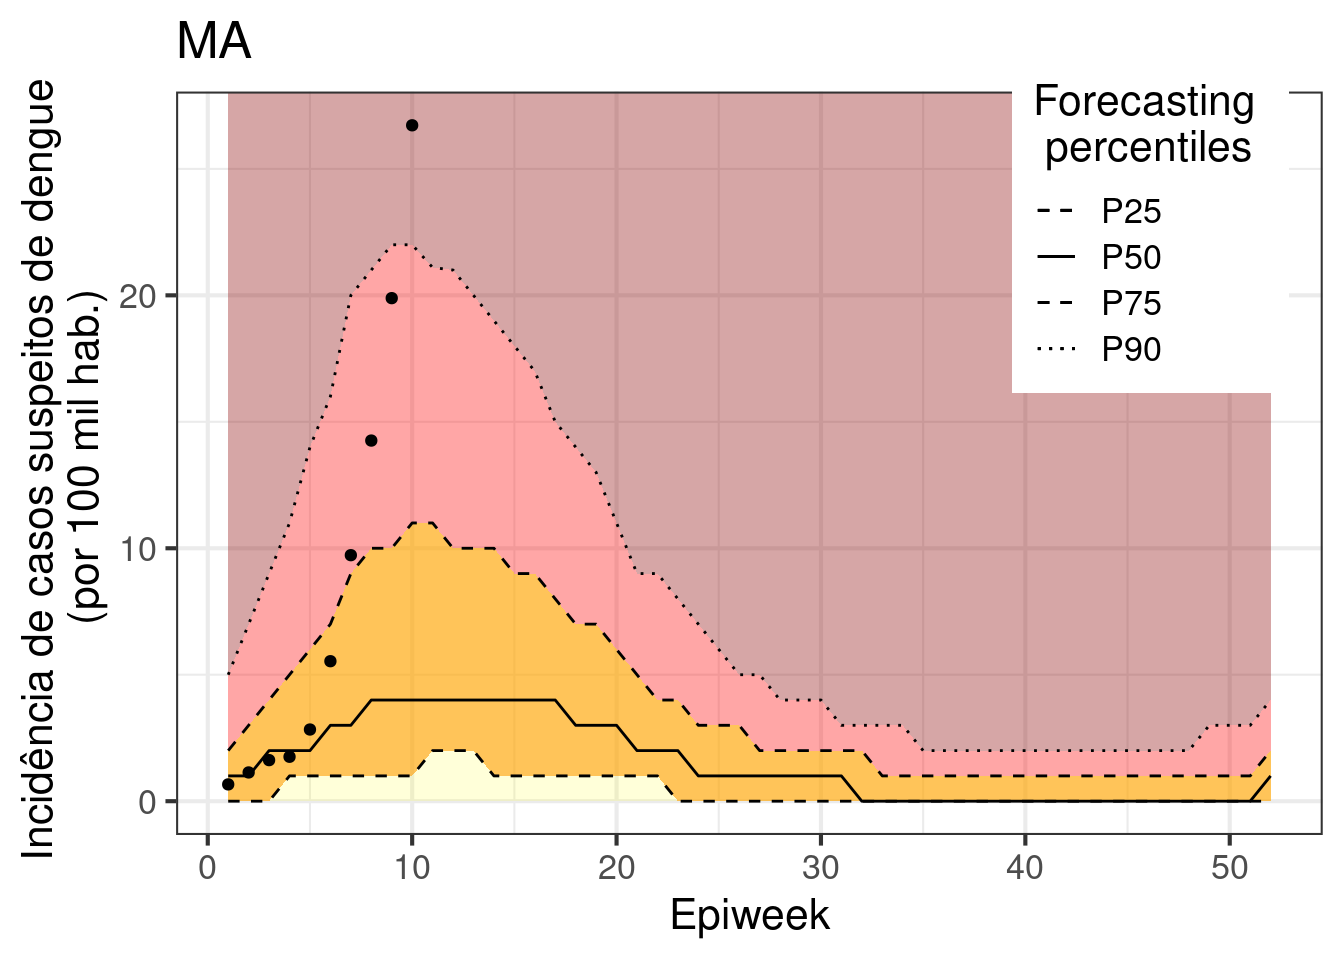 MA
Incidência de casos suspeitos de dengue
(por 100 mil hab.)
20
10
0
0
10
20
30
40
50
Epiweek
Forecasting
percentiles
P25
P50
P75
P90